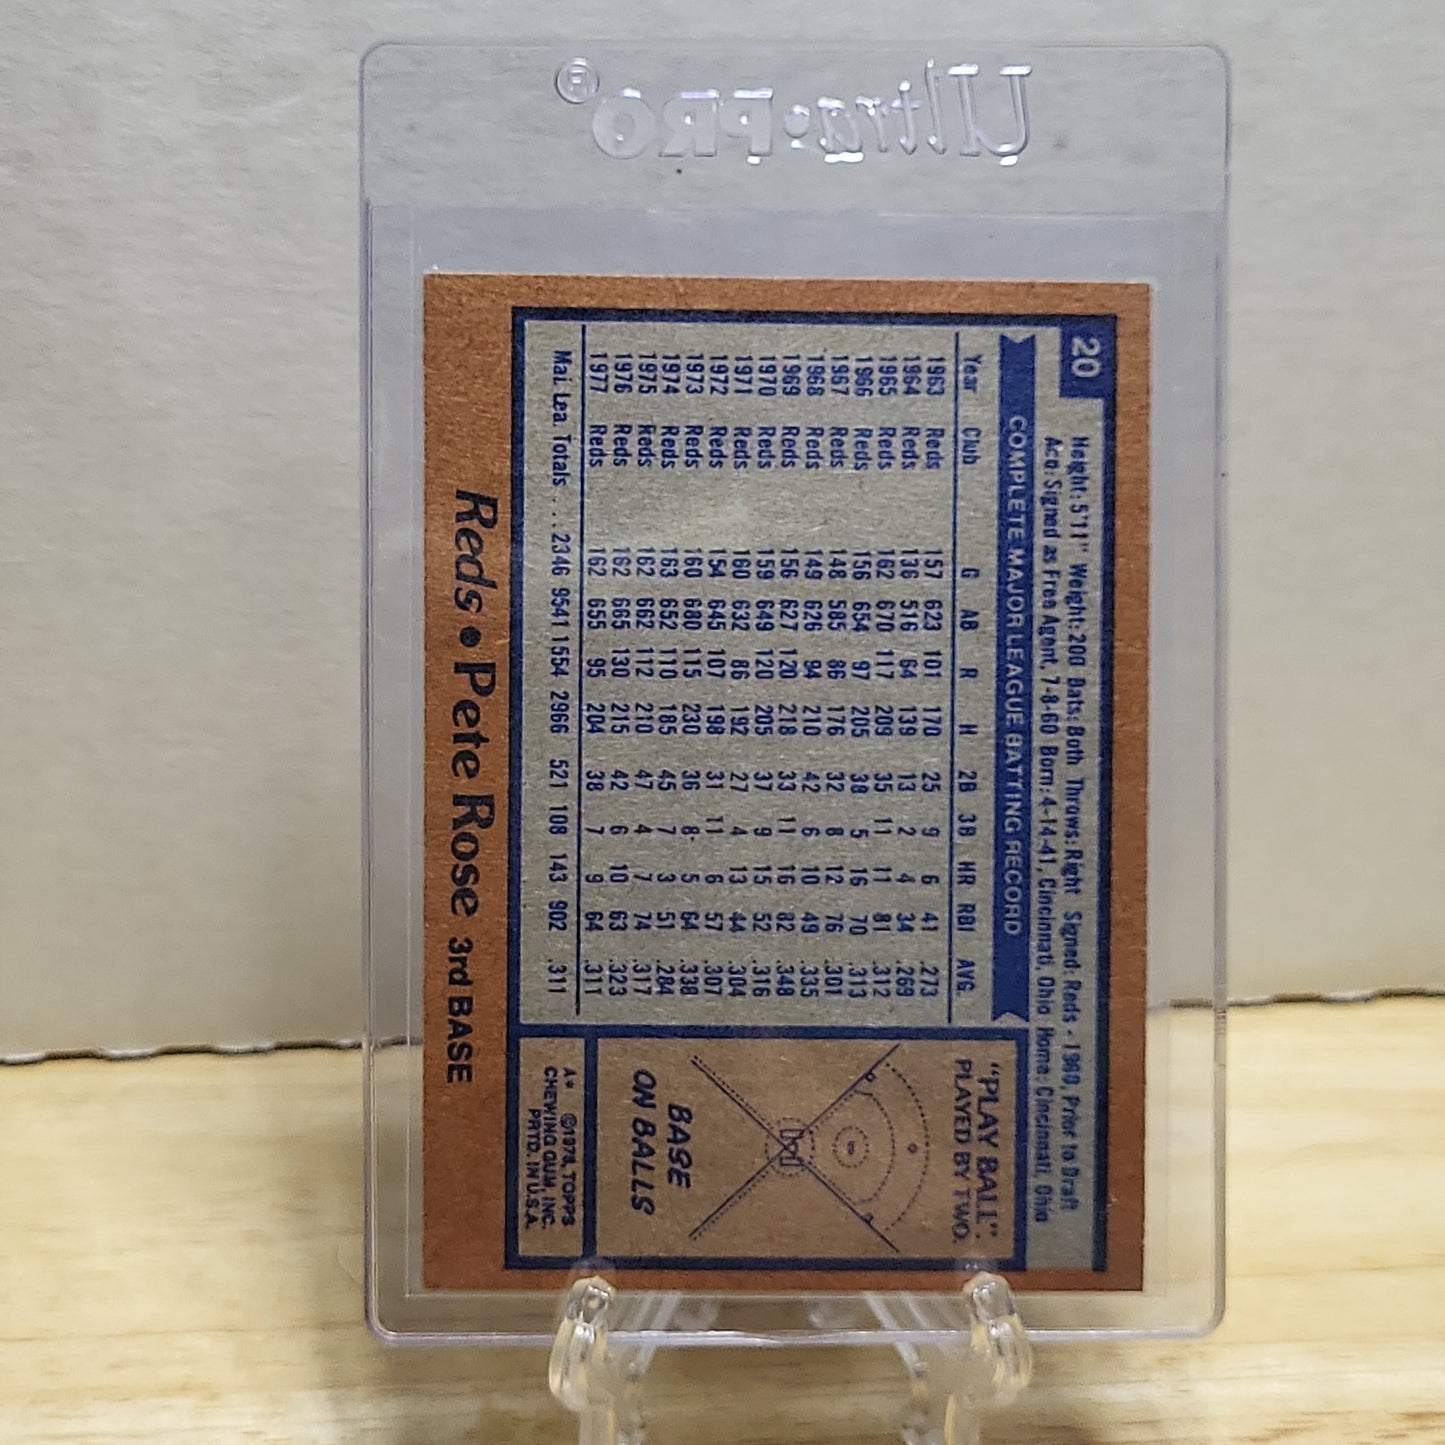 Ultra·PRO®
20
Height: 5'11" Weight: 200 Bats: Both Throws: Right Signed: Reds - 1960, Prior to Draft
Acq: Signed as Free Agent, 7-8-60 Born: 4-14-41, Cincinnati, Ohio Home: Cincinnati, Ohio
COMPLETE MAJOR LEAGUE BATTING RECORD
Year Club G AB R H 2B 3B HR RBI AVG.
1963 Reds 157 623 101 170 25 9 6 41 .273
1964 Reds 136 516 64 139 13 2 4 34 .269
1965 Reds 162 670 117 209 35 11 11 81 .312
1966 Reds 156 654 97 205 38 5 16 70 .313
1967 Reds 148 585 86 176 32 8 12 76 .301
1968 Reds 149 626 94 210 42 6 10 49 .335
1969 Reds 156 627 120 218 33 11 16 82 .348
1970 Reds 159 649 120 205 37 9 15 52 .316
1971 Reds 160 632 86 192 27 4 13 44 .304
1972 Reds 154 645 107 198 31 11 6 57 .307
1973 Reds 160 680 115 230 36 8 5 64 .338
1974 Reds 163 652 110 185 45 7 3 51 .284
1975 Reds 162 662 112 210 47 4 7 74 .317
1976 Reds 162 665 130 215 42 6 10 63 .323
1977 Reds 162 655 95 204 38 7 9 64 .311
Maj. Lea. Totals ... 2346 9541 1554 2966 521 108 143 902 .311
"PLAY BALL".
PLAYED BY TWO.
BASE
ON BALLS
A* ©1978, TOPPS
CHEWING GUM, INC.
PRTD. IN U.S.A.
Reds • Pete Rose 3rd BASE